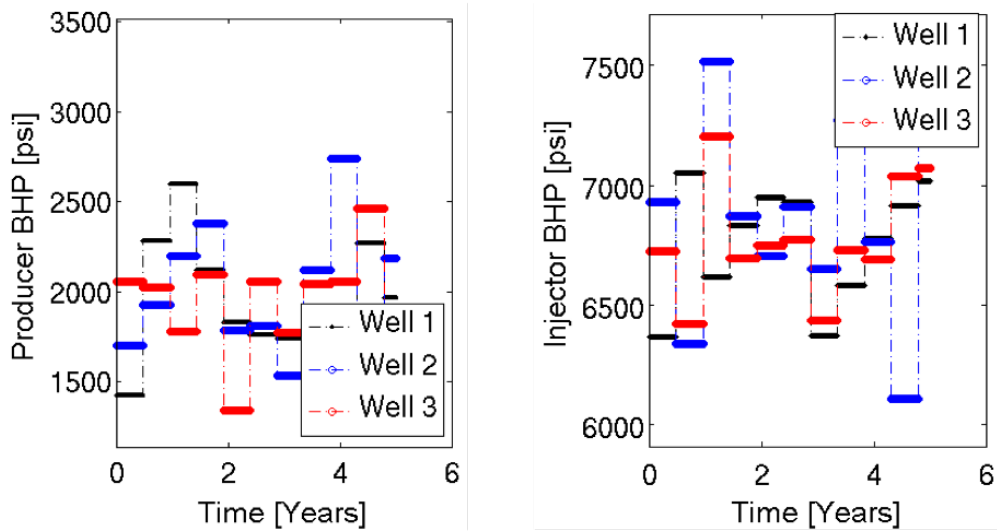 3500
3000
2500
2000
1500
Producer BHP [psi]
Well 1
Well 2
Well 3
0
2
4
6
Time [Years]
7500
7000
6500
6000
Injector BHP [psi]
Well 1
Well 2
Well 3
0
2
4
6
Time [Years]